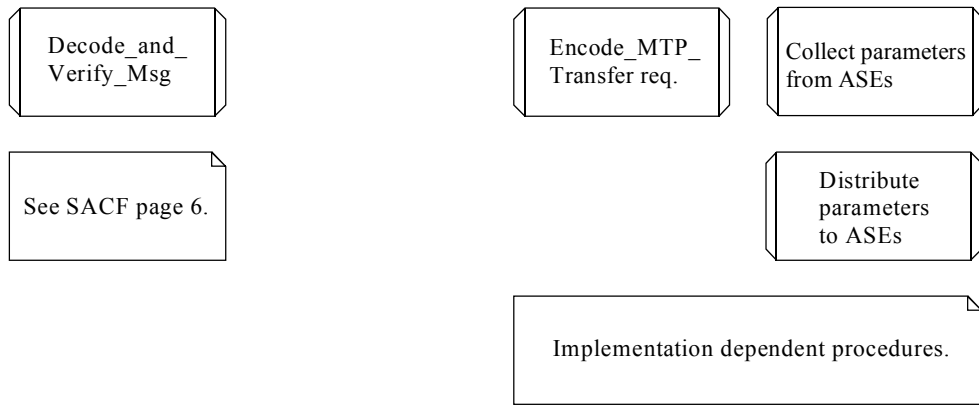 Decode_and_
Verify_Msg
Encode_MTP_
Transfer req.
Collect parameters
from ASEs
See SACF page 6.
Distribute
parameters
to ASEs
Implementation dependent procedures.